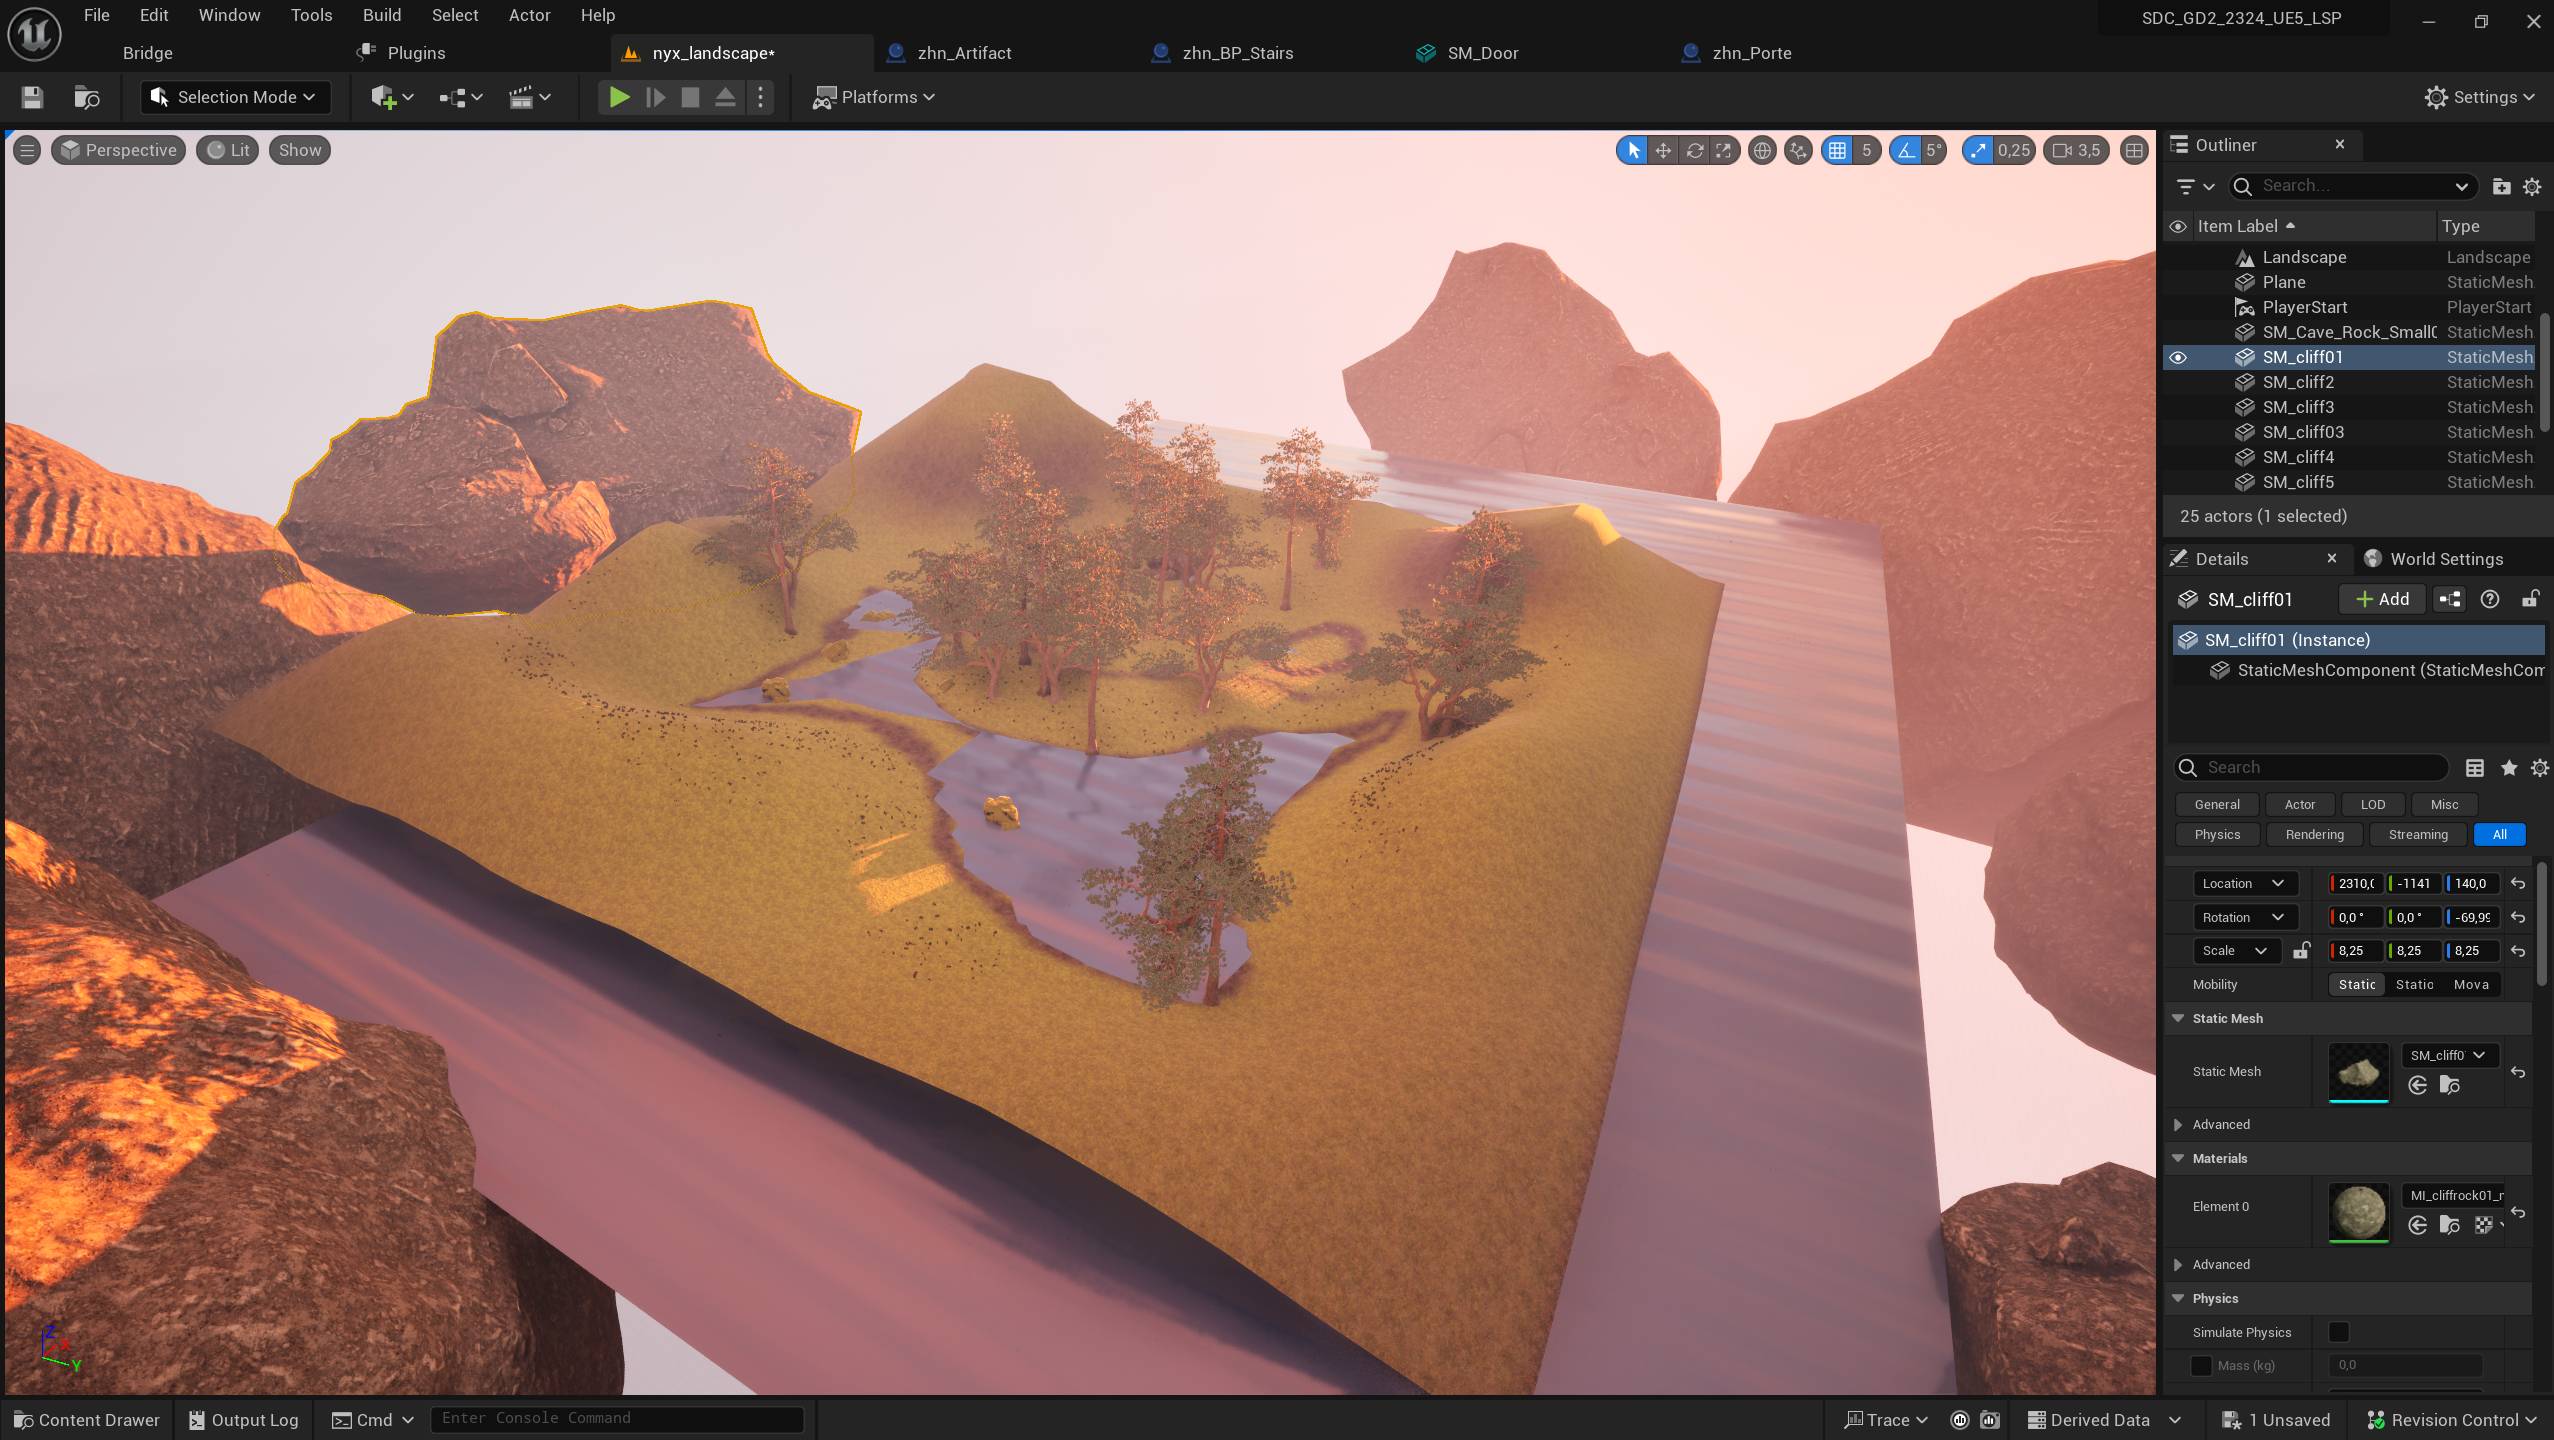 File Edit Window Tools Build Select Actor Help
SDC_GD2_2324_UE5_LSP
Bridge Plugins nyx_landscape* zhn_Artifact zhn_BP_Stairs SM_Door zhn_Porte
Selection Mode Platforms Settings
Perspective Lit Show 5 5° 0,25 3,5
Outliner
Search...
Item Label Type
Landscape Landscape
Plane StaticMesh
PlayerStart PlayerStart
SM_Cave_Rock_Small StaticMesh
SM_cliff01 StaticMesh
SM_cliff2 StaticMesh
SM_cliff3 StaticMesh
SM_cliff03 StaticMesh
SM_cliff4 StaticMesh
SM_cliff5 StaticMesh
25 actors (1 selected)
Details World Settings
SM_cliff01 Add
SM_cliff01 (Instance)
StaticMeshComponent (StaticMeshCom
Search
General Actor LOD Misc
Physics Rendering Streaming All
Location 2310,0 -1141 140,0
Rotation 0,0° 0,0° -69,99
Scale 8,25 8,25 8,25
Mobility Static Static Mova
Static Mesh
Static Mesh SM_cliff0
Advanced
Materials
Element 0 MI_cliffrock01_
Advanced
Physics
Simulate Physics
Mass (kg) 0,0
Z
X
Y
Content Drawer Output Log Cmd Enter Console Command Trace Derived Data 1 Unsaved Revision Control